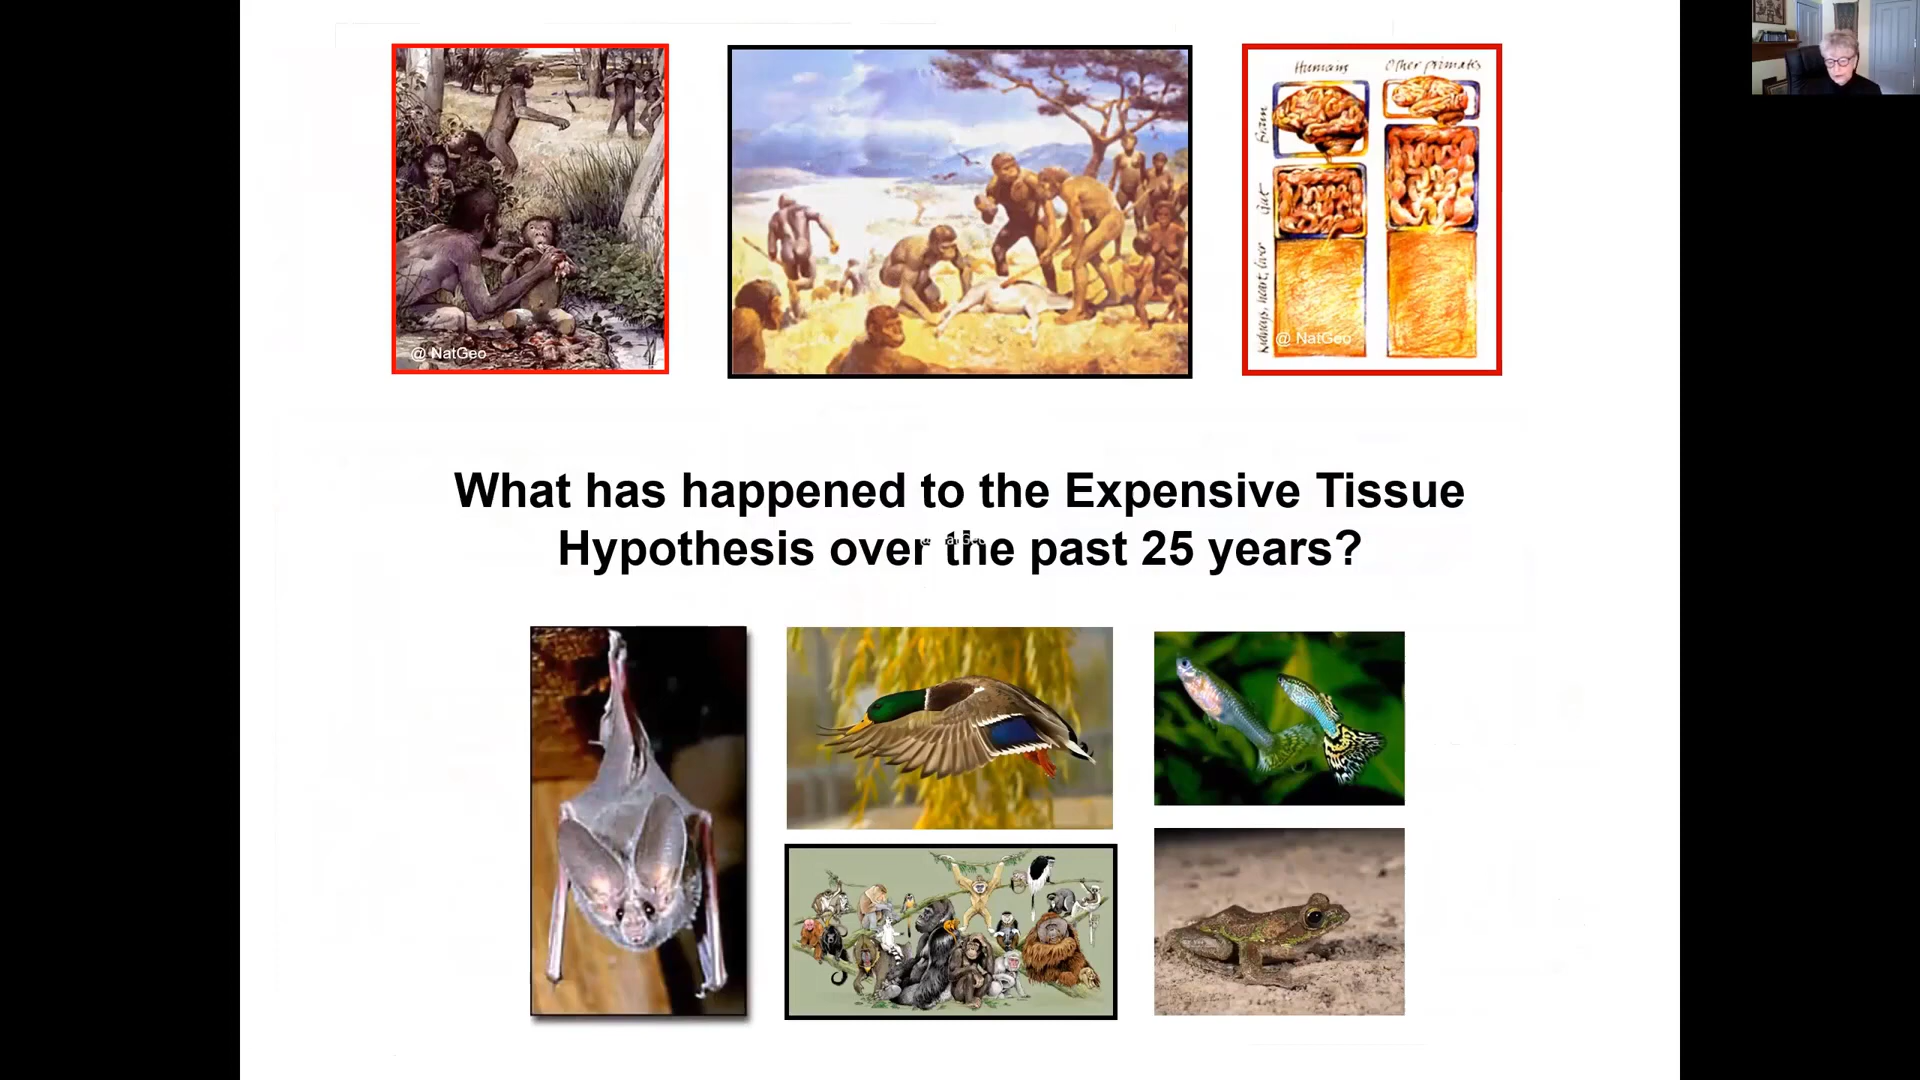 Humans Other primates
Brain
Gut
Kidneys, heart, liver
@ NatGeo
@ NatGeo
What has happened to the Expensive Tissue
Hypothesis over the past 25 years?
@ NatGeo